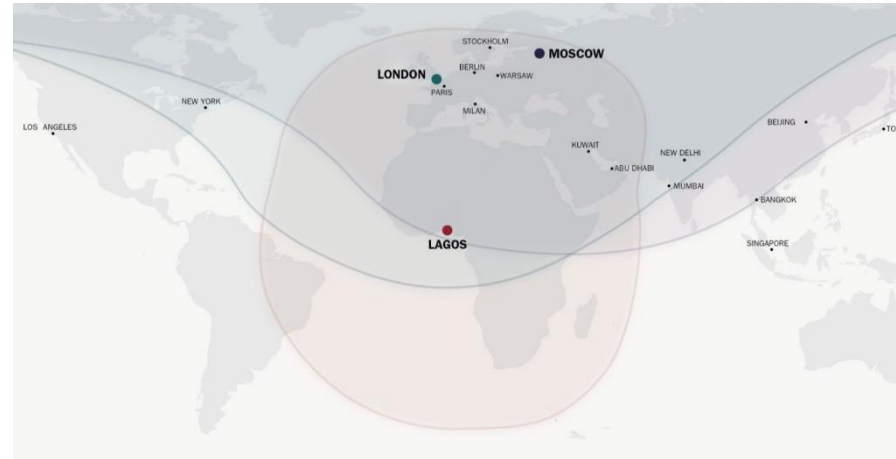 STOCKHOLM
MOSCOW
BERLIN
LONDON
WARSAW
PARIS
NEW YORK
MILAN
LOS ANGELES
BEIJING
TO
KUWAIT
NEW DELHI
ABU DHABI
MUMBAI
BANGKOK
LAGOS
SINGAPORE